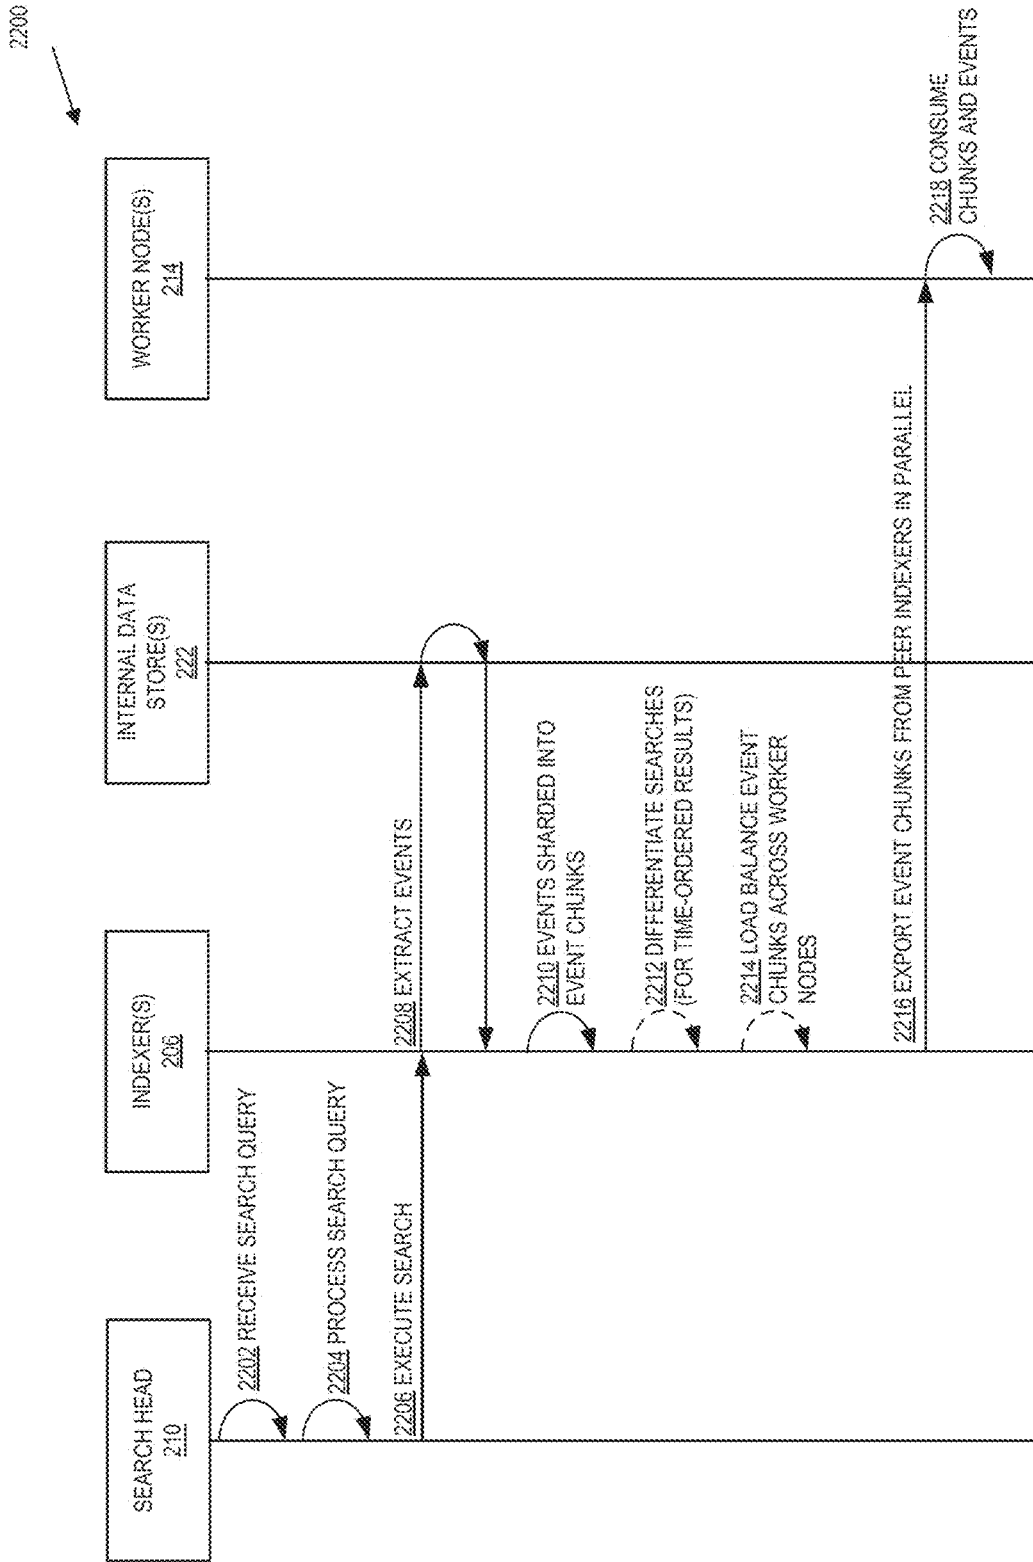 2200
SEARCH HEAD
210
INDEXER(S)
206
INTERNAL DATA
STORE(S)
222
WORKER NODE(S)
214
2202 RECEIVE SEARCH QUERY
2204 PROCESS SEARCH QUERY
2206 EXECUTE SEARCH
2208 EXTRACT EVENTS
2210 EVENTS SHARDED INTO
EVENT CHUNKS
2212 DIFFERENTIATE SEARCHES
(FOR TIME-ORDERED RESULTS)
2214 LOAD BALANCE EVENT
CHUNKS ACROSS WORKER
NODES
2216 EXPORT EVENT CHUNKS FROM PEER INDEXERS IN PARALLEL
2218 CONSUME
CHUNKS AND EVENTS